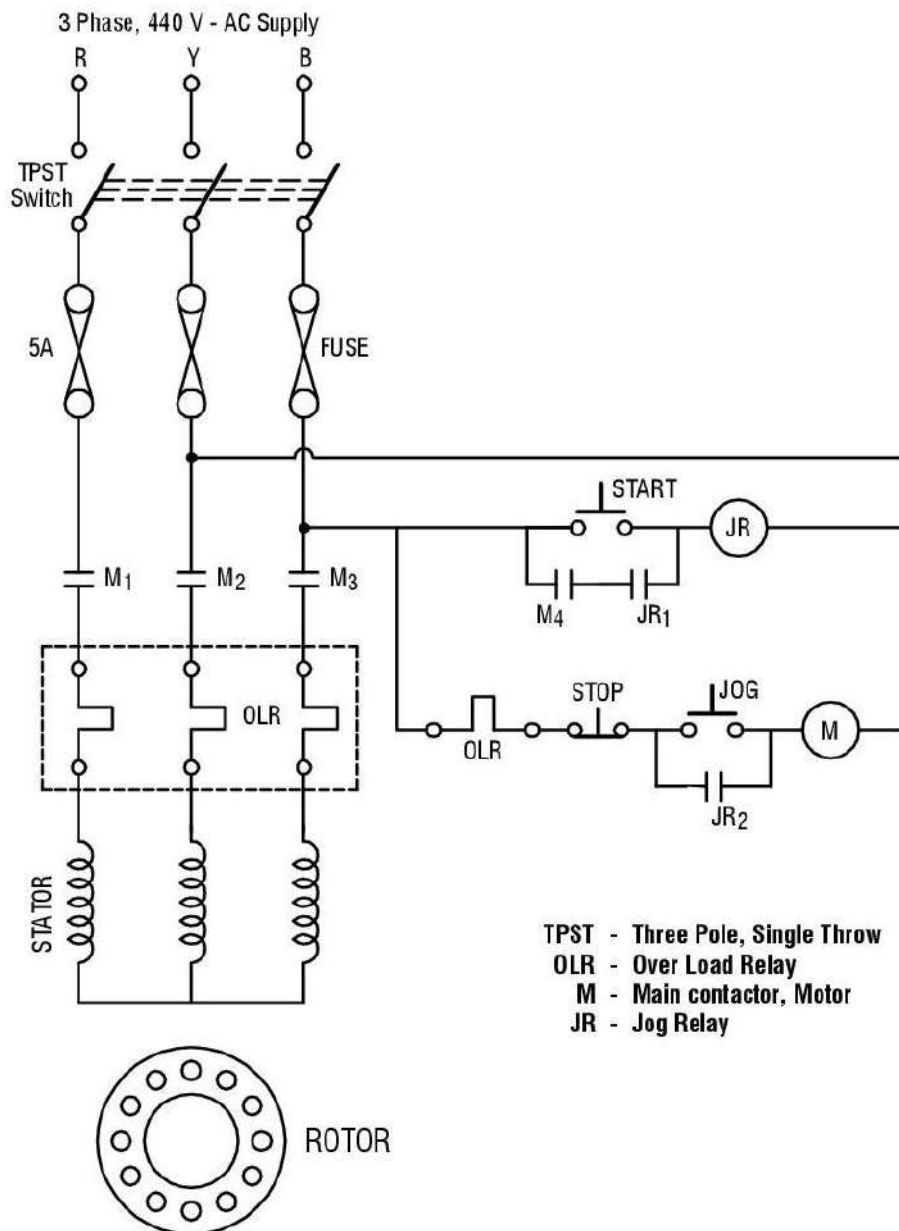 3 Phase, 440 V - AC Supply
R Y B
TPST
Switch
5A
FUSE
START
JR
M1
M2
M3
M4
JR1
OLR
STOP
JOG
OLR
M
JR2
STATOR
TPST - Three Pole, Single Throw
OLR - Over Load Relay
M - Main contactor, Motor
JR - Jog Relay
ROTOR